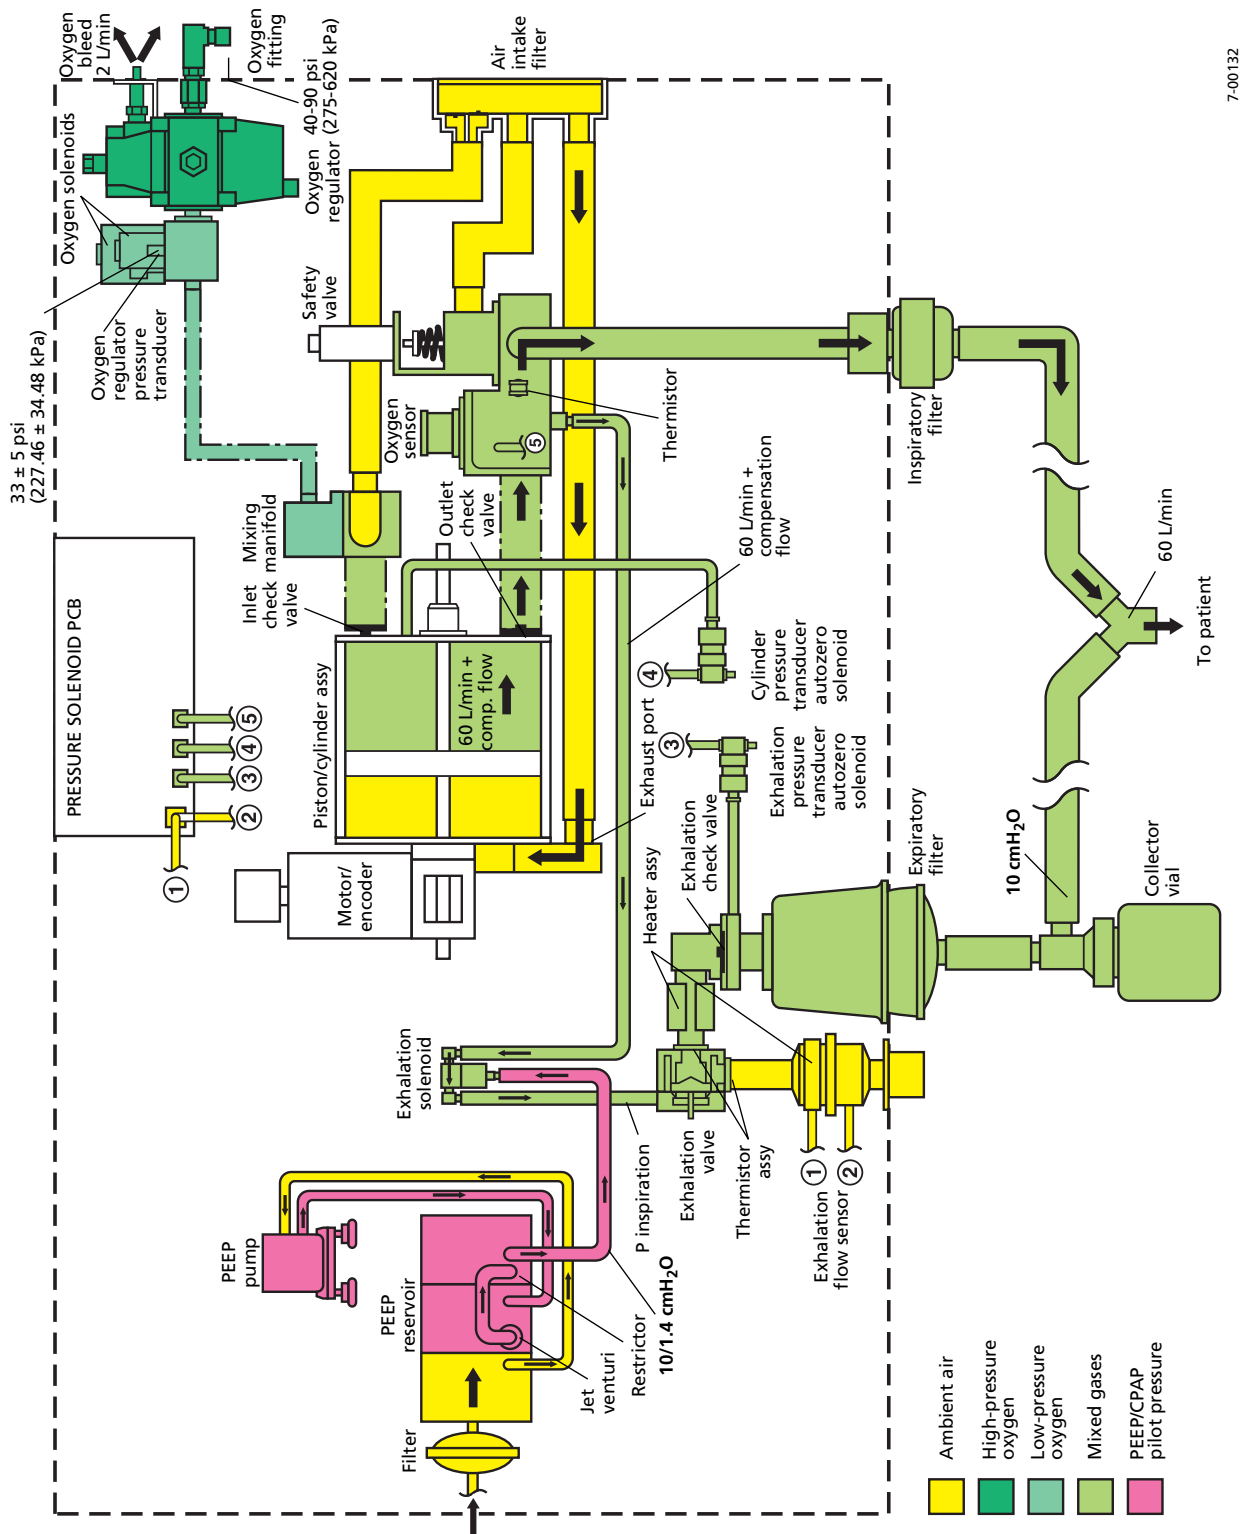 Oxygen
bleed
2 L/min
Oxygen
fitting
40-90 psi
(275-620 kPa)
Oxygen
regulator
Oxygen solenoids
Air
intake
filter
33 ± 5 psi
(227.46 ± 34.48 kPa)
Oxygen
regulator
pressure
transducer
Safety
valve
PRESSURE SOLENOID PCB
1
2
3
4
5
Mixing
manifold
Inlet
check
valve
Oxygen
sensor
5
Outlet
check
valve
Thermistor
Inspiratory
filter
60 L/min +
compensation
flow
60 L/min
To patient
Piston/cylinder assy
60 L/min +
comp. flow
Motor/
encoder
Exhaust port
4
Cylinder
pressure
transducer
autozero
solenoid
3
Exhalation
pressure
transducer
autozero
solenoid
Heater assy
Exhalation
check valve
Expiratory
filter
10 cmH2O
Collector
vial
Exhalation
solenoid
P inspiration
Exhalation
valve
Thermistor
assy
Exhalation
flow sensor
1
2
PEEP
pump
PEEP
reservoir
Filter
Jet
venturi
Restrictor
10/1.4 cmH2O
Ambient air
High-pressure
oxygen
Low-pressure
oxygen
Mixed gases
PEEP/CPAP
pilot pressure
7-00132